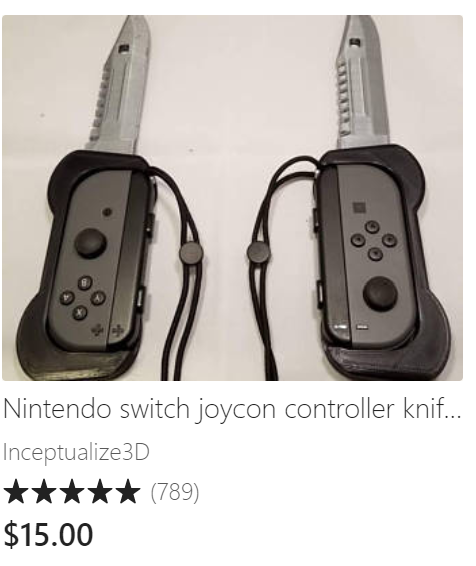 Nintendo switch joycon controller knif...
Inceptualize3D
★★★★★ (789)
$15.00